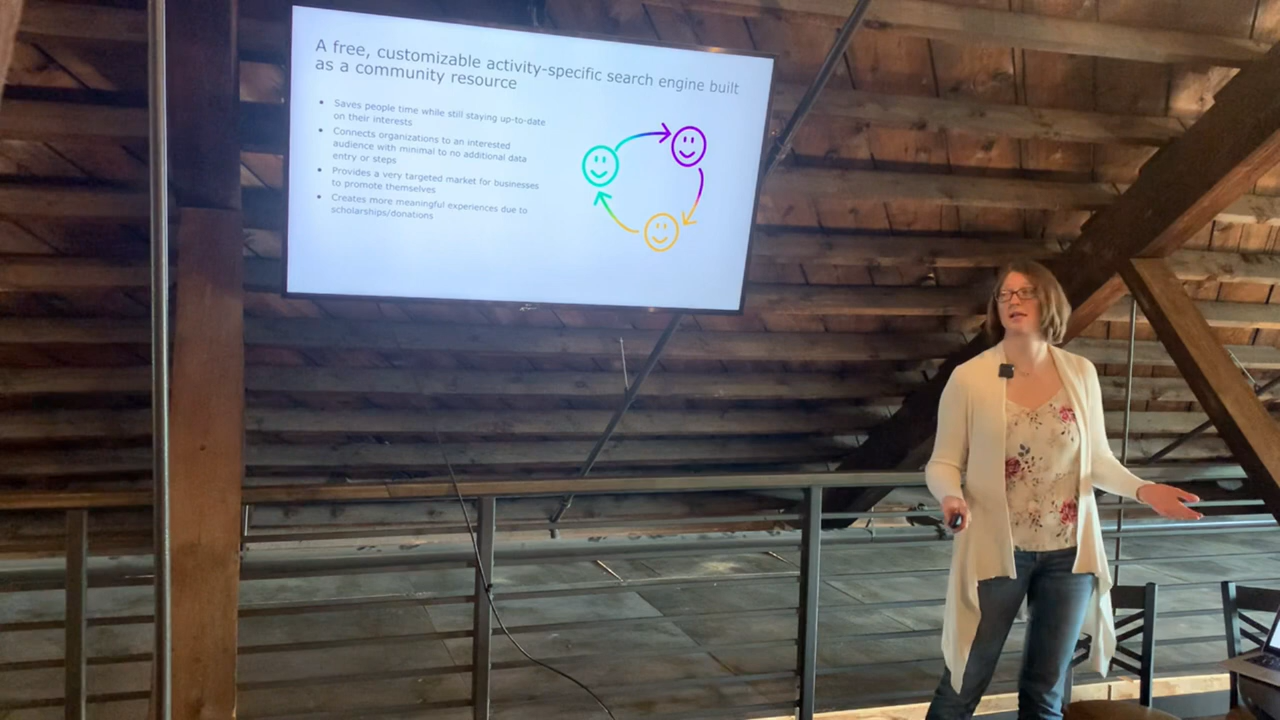 A free, customizable activity-specific search engine built
as a community resource
• Saves people time while still staying up-to-date
on their interests
• Connects organizations to an interested
audience with minimal to no additional data
entry or steps
• Provides a very targeted market for businesses
to promote themselves
• Creates more meaningful experiences due to
scholarships/donations